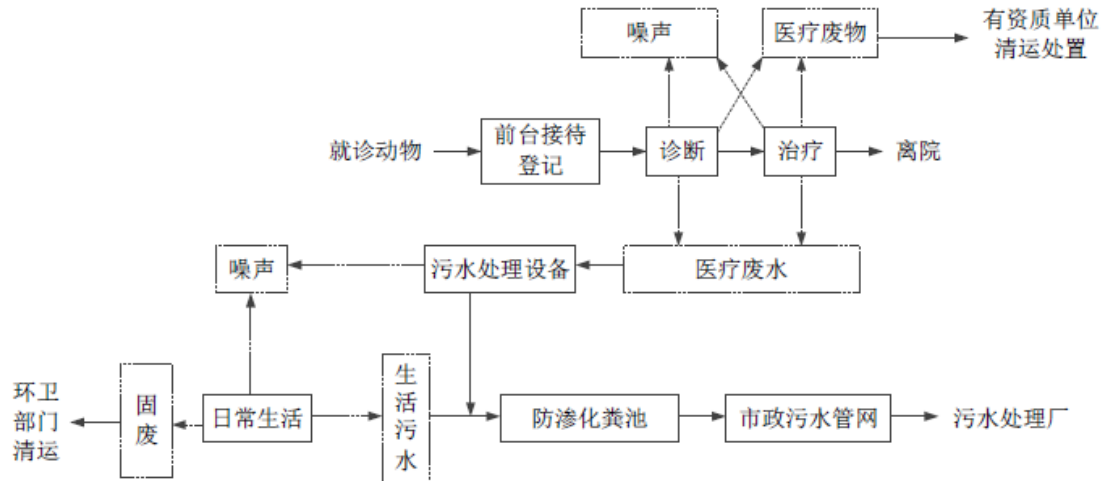 噪声
医疗废物
有资质单位
清运处置
就诊动物
前台接待
登记
诊断
治疗
离院
噪声
污水处理设备
医疗废水
环卫
部门
清运
固
废
日常生活
生
活
污
水
防渗化粪池
市政污水管网
污水处理厂